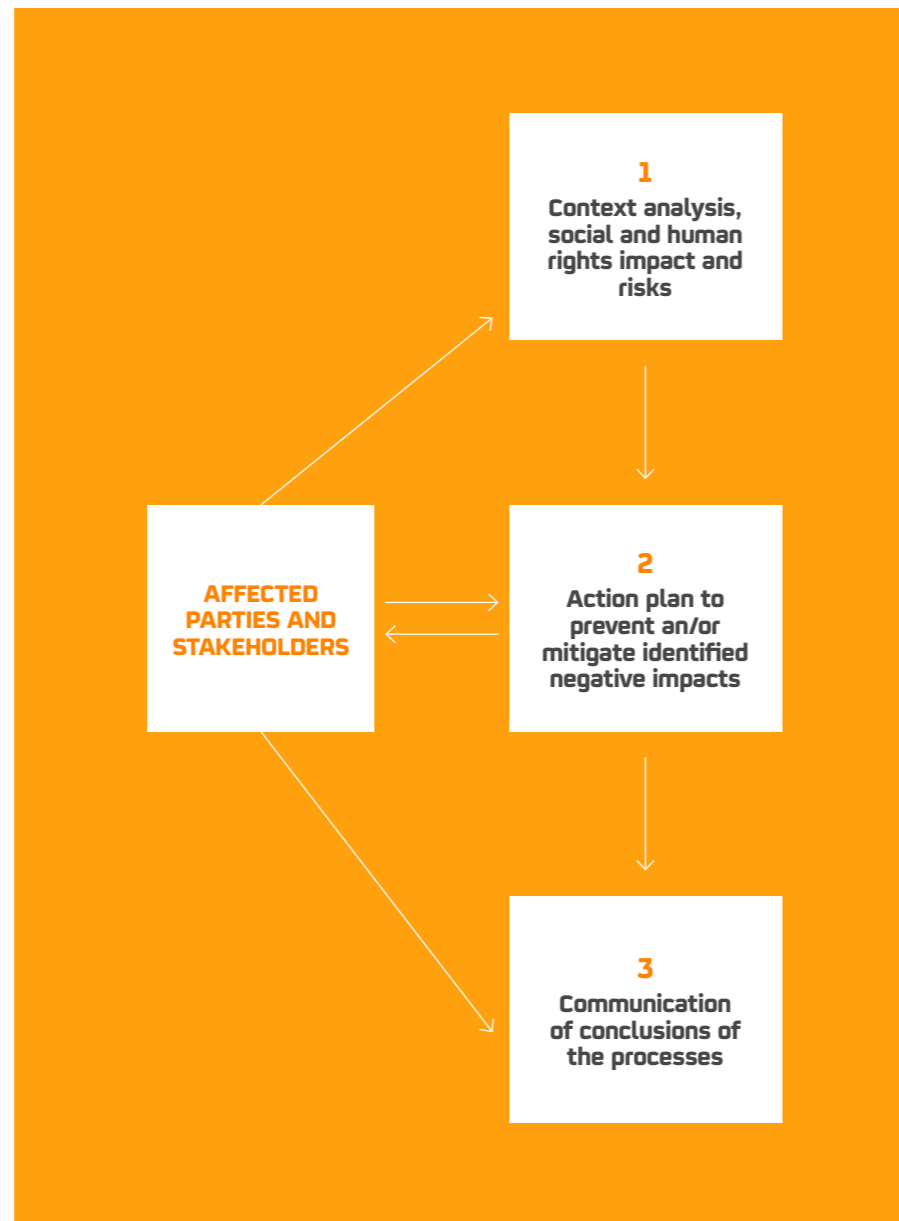 1
Context analysis,
social and human
rights impact and
risks
AFFECTED
PARTIES AND
STAKEHOLDERS
2
Action plan to
prevent an/or
mitigate identified
negative impacts
3
Communication
of conclusions of
the processes